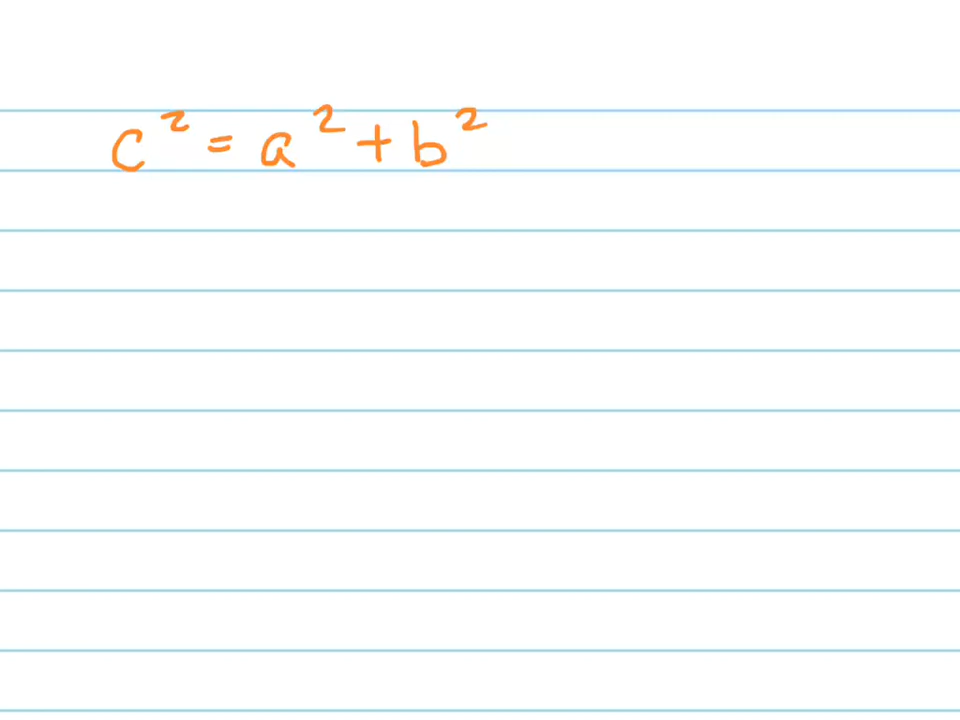 c² = a² + b²